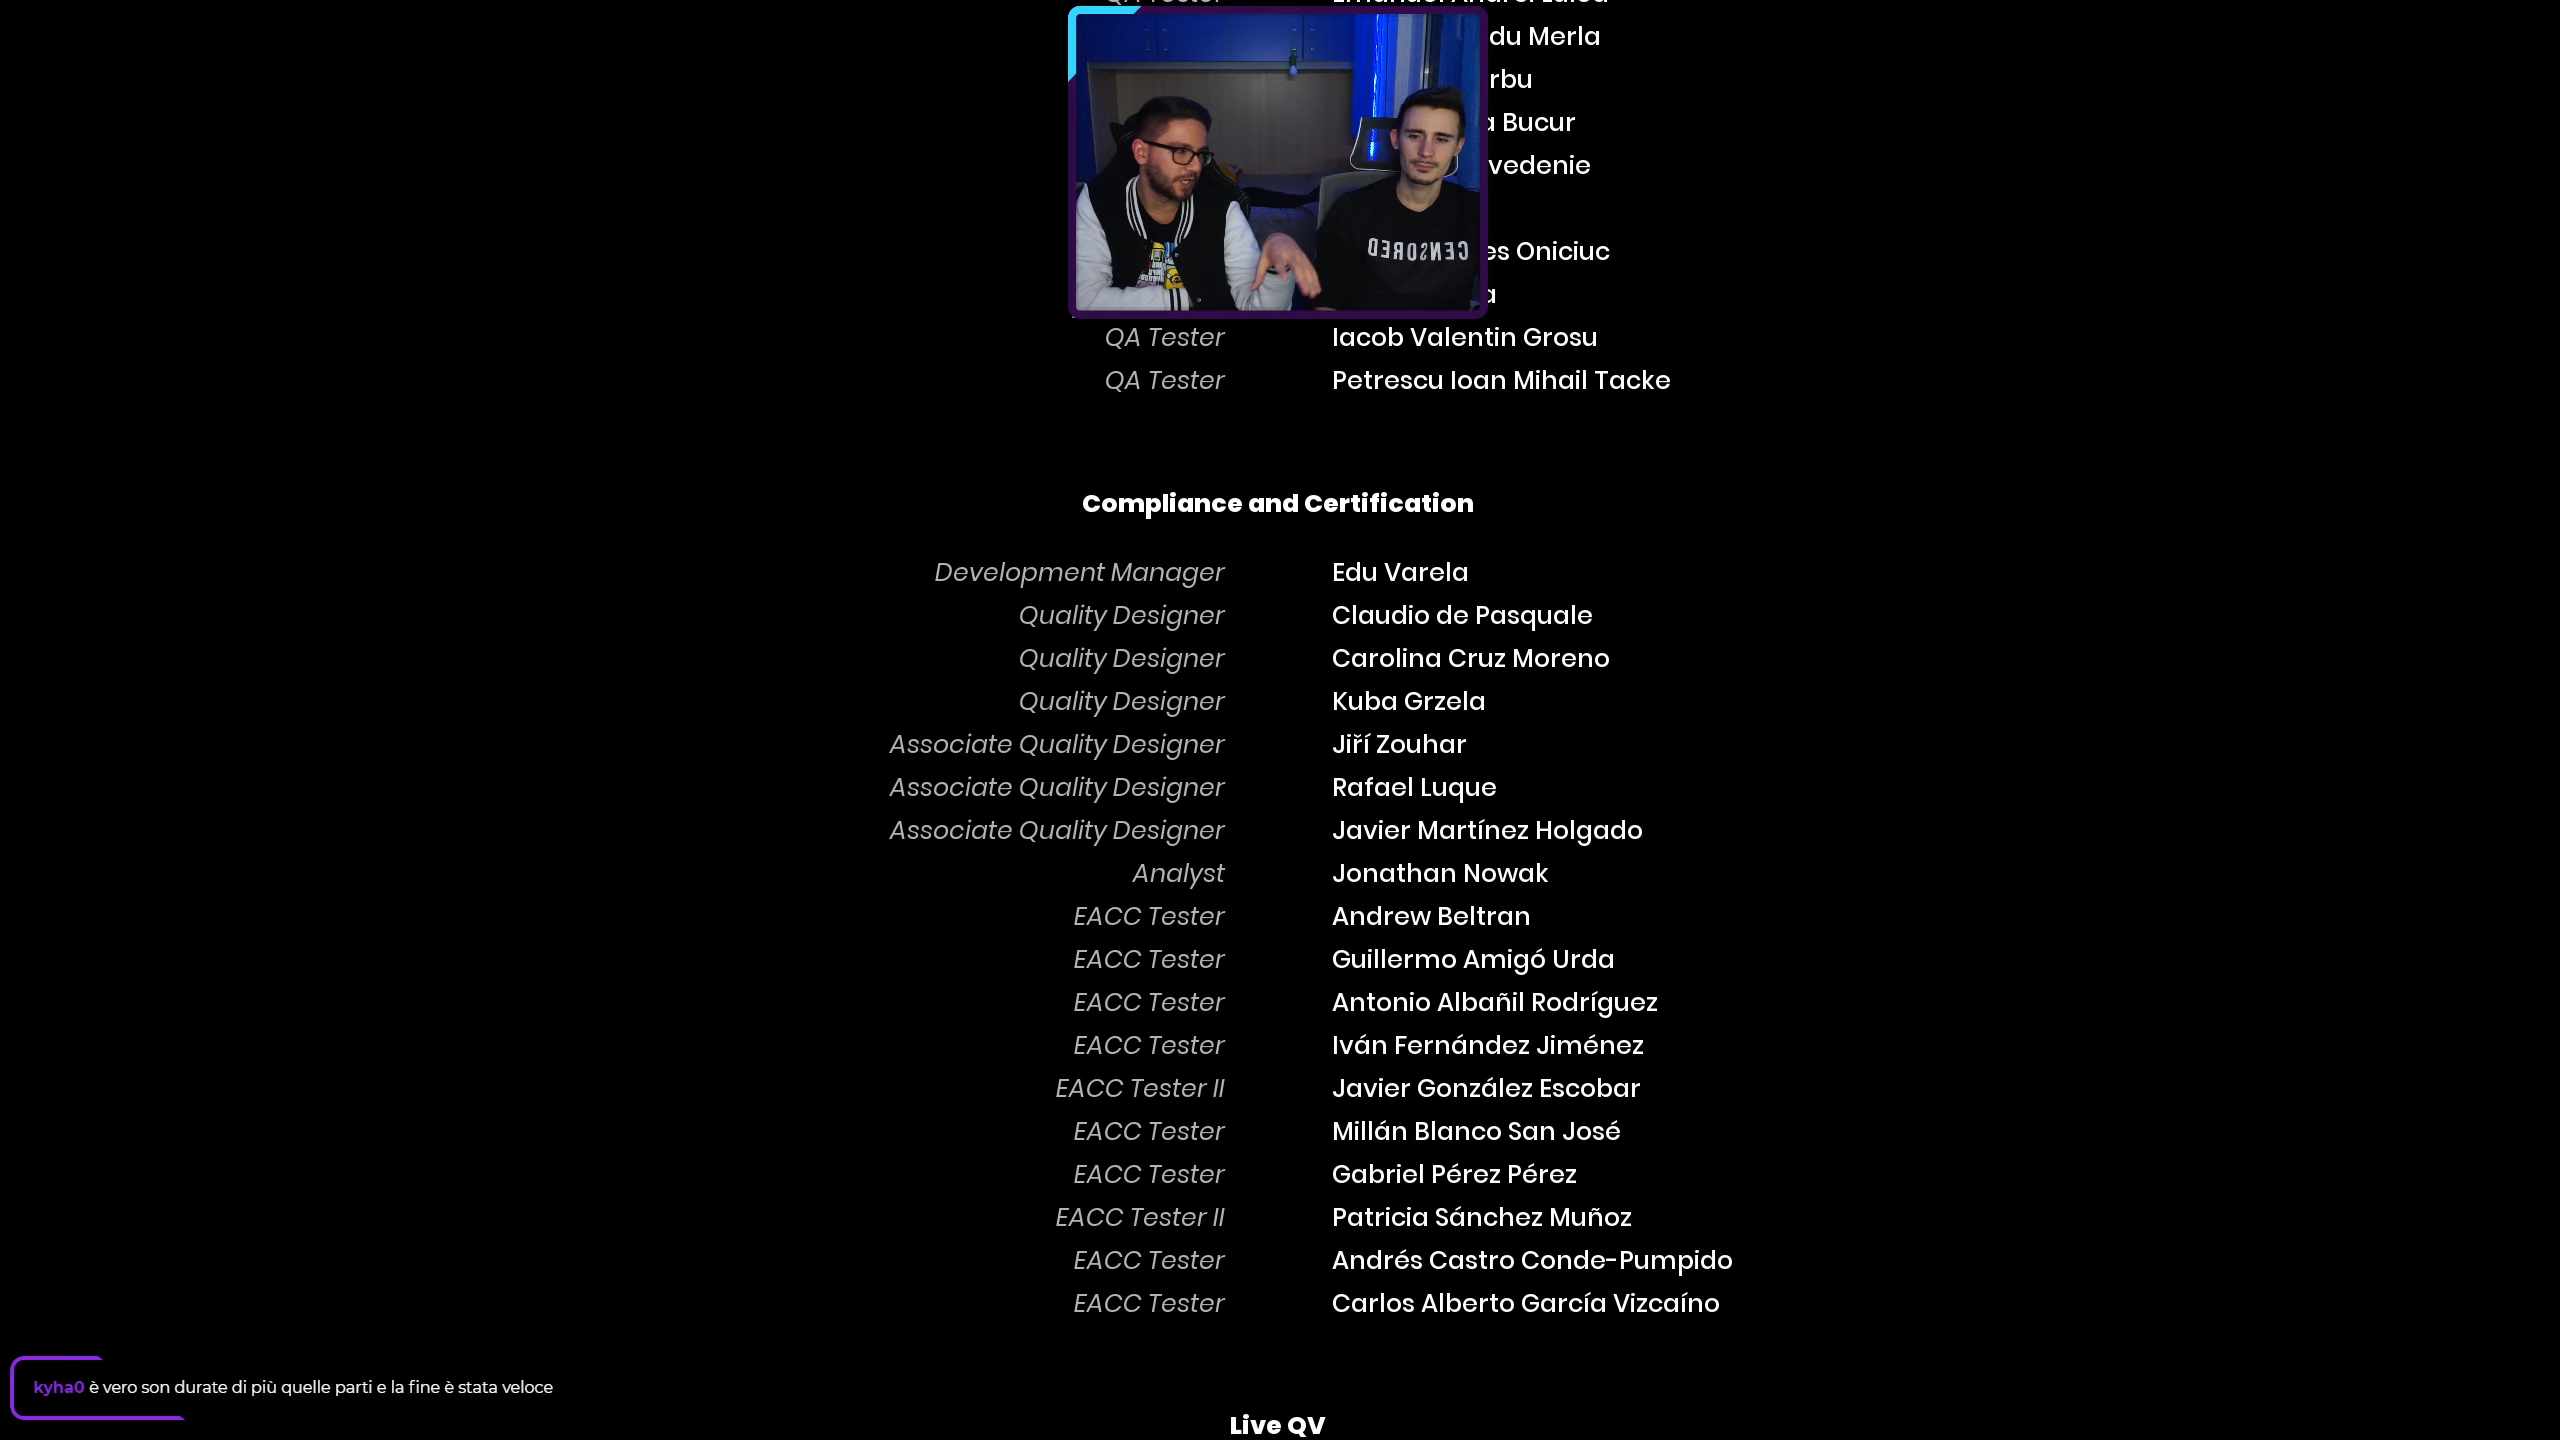 QA Tester
du Merla
rbu
a Bucur
vedenie
es Oniciuc
a
CENSORED
QA Tester Iacob Valentin Grosu
QA Tester Petrescu Ioan Mihail Tacke
Compliance and Certification
Development Manager Edu Varela
Quality Designer Claudio de Pasquale
Quality Designer Carolina Cruz Moreno
Quality Designer Kuba Grzela
Associate Quality Designer Jiří Zouhar
Associate Quality Designer Rafael Luque
Associate Quality Designer Javier Martínez Holgado
Analyst Jonathan Nowak
EACC Tester Andrew Beltran
EACC Tester Guillermo Amigó Urda
EACC Tester Antonio Albañil Rodríguez
EACC Tester Iván Fernández Jiménez
EACC Tester II Javier González Escobar
EACC Tester Millán Blanco San José
EACC Tester Gabriel Pérez Pérez
EACC Tester II Patricia Sánchez Muñoz
EACC Tester Andrés Castro Conde-Pumpido
EACC Tester Carlos Alberto García Vizcaíno
kyha0 è vero son durate di più quelle parti e la fine è stata veloce
Live QV